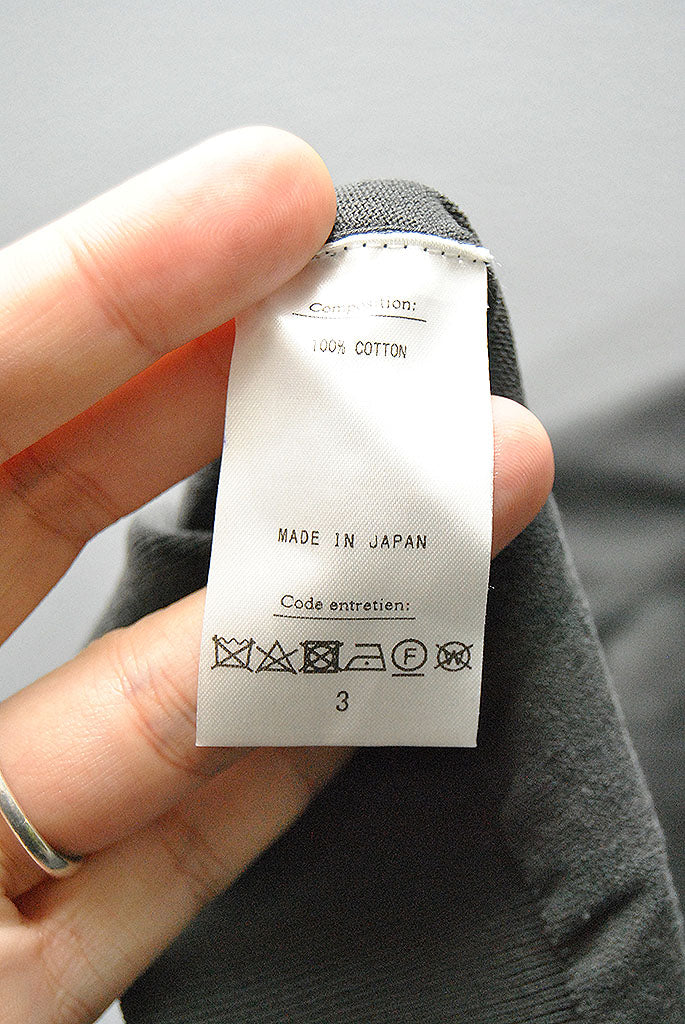 Composition:
100% COTTON
MADE IN JAPAN
Code entretien:
F W
3